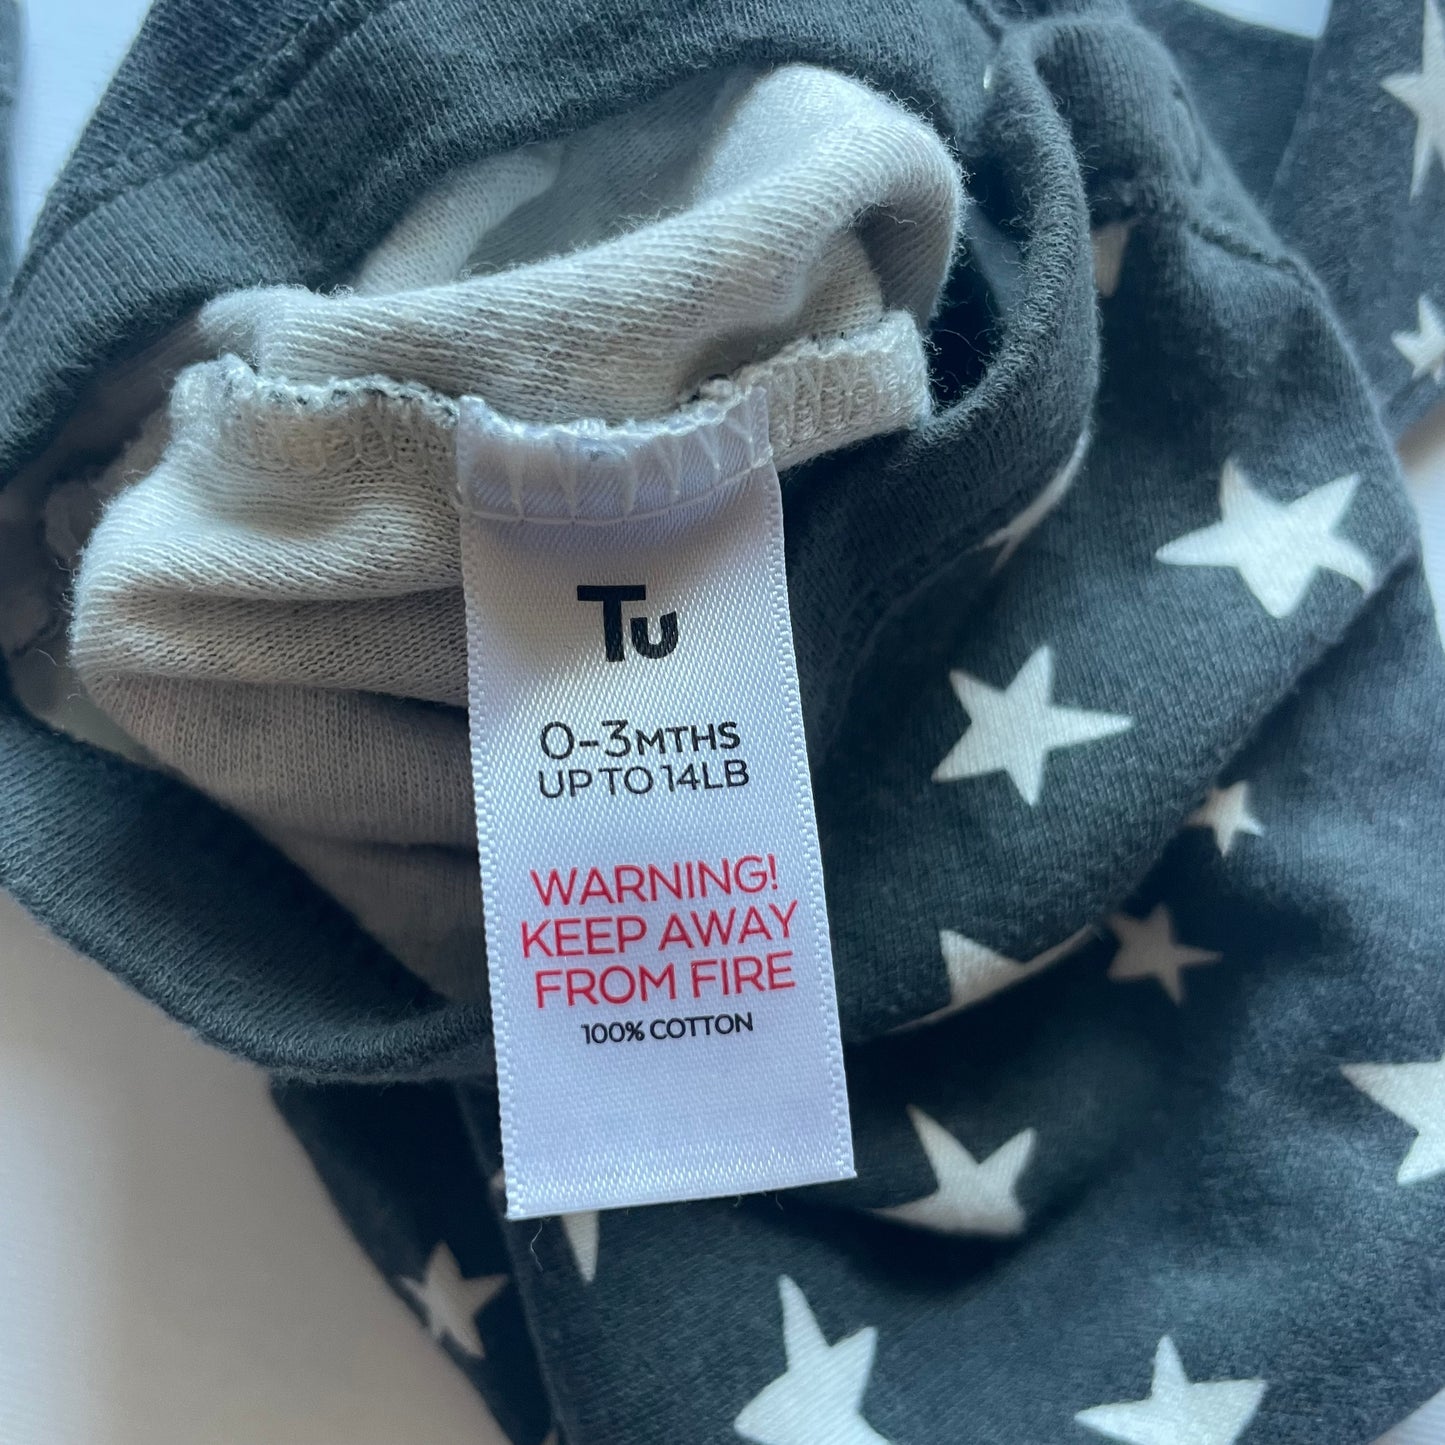 Tu
0-3MTHS
UP TO 14LB
WARNING!
KEEP AWAY
FROM FIRE
100% COTTON